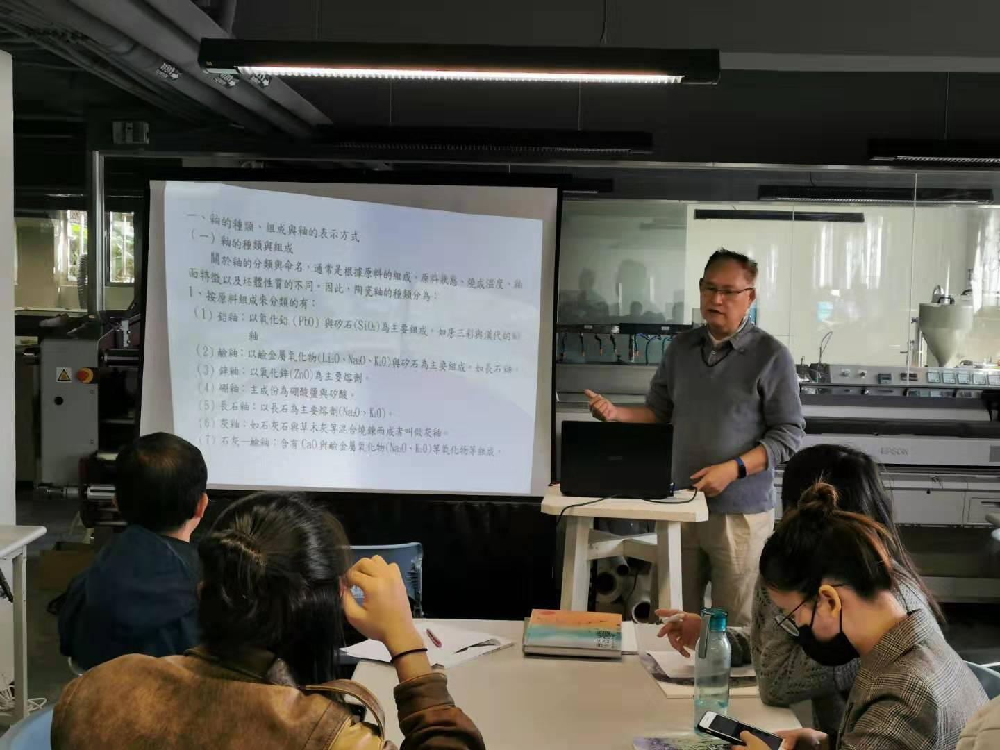 一、釉的種類、組成與釉的表示方式
（一）釉的種類與組成
關於釉的分類與命名，通常是根據原料的組成、原料狀態、燒成溫度、釉
面特徵以及坯體性質的不同。因此，陶瓷釉的種類分為：
1、按原料組成來分類的有：
（1）鉛釉：以氧化鉛（PbO）與矽石(SiO₂)為主要組成。如唐三彩與漢代的
釉
（2）鹼釉：以鹼金屬氧化物(Li₂O、Na₂O、K₂O)與矽石為主要組成。如長石釉。
（3）鋅釉：以氧化鋅(ZnO)為主要熔劑。
（4）硼釉：主成份為硼酸鹽與矽酸。
（5）長石釉：以長石為主要熔劑(Na₂O、K₂O)。
（6）灰釉：如石灰石與草木灰等混合燒鍊而成者叫做灰釉。
（7）石灰—鹼釉：含有CaO與鹼金屬氧化物(Na₂O、K₂O)等氧化物等組成。
EPSON